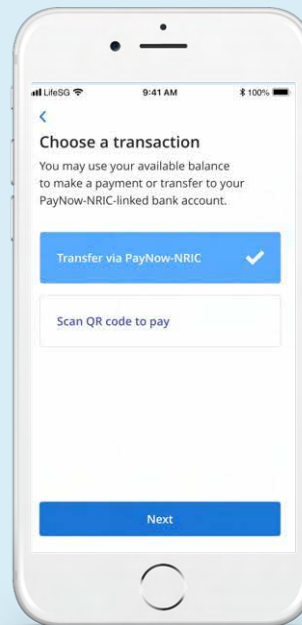 LifeSG 9:41 AM 100%
Choose a transaction
You may use your available balance
to make a payment or transfer to your
PayNow-NRIC-linked bank account.
Transfer via PayNow-NRIC
Scan QR code to pay
Next